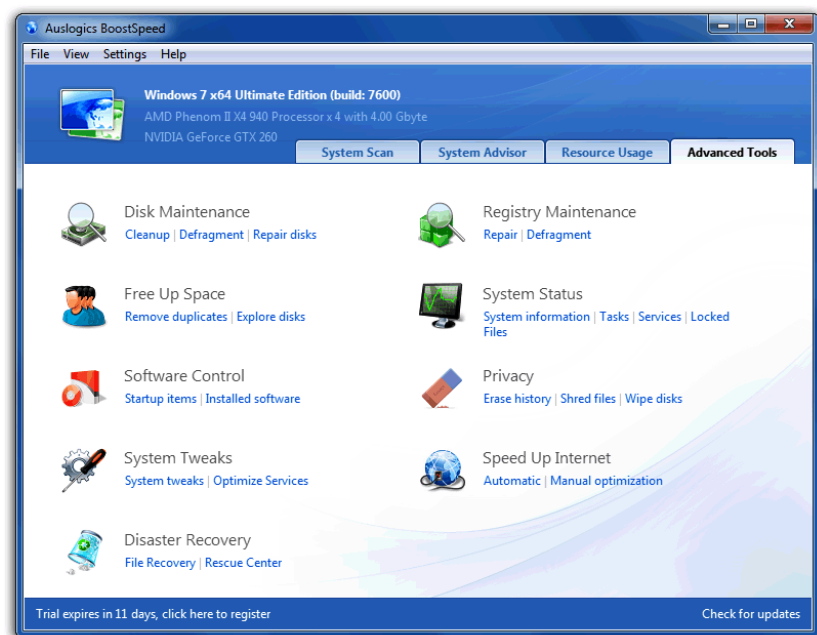 Auslogics BoostSpeed
File View Settings Help
Windows 7 x64 Ultimate Edition (build: 7600)
AMD Phenom II X4 940 Processor x 4 with 4.00 Gbyte
NVIDIA GeForce GTX 260
System Scan System Advisor Resource Usage Advanced Tools
Disk Maintenance
Cleanup | Defragment | Repair disks
Registry Maintenance
Repair | Defragment
Free Up Space
Remove duplicates | Explore disks
System Status
System information | Tasks | Services | Locked
Files
Software Control
Startup items | Installed software
Privacy
Erase history | Shred files | Wipe disks
System Tweaks
System tweaks | Optimize Services
Speed Up Internet
Automatic | Manual optimization
Disaster Recovery
File Recovery | Rescue Center
Trial expires in 11 days, click here to register
Check for updates